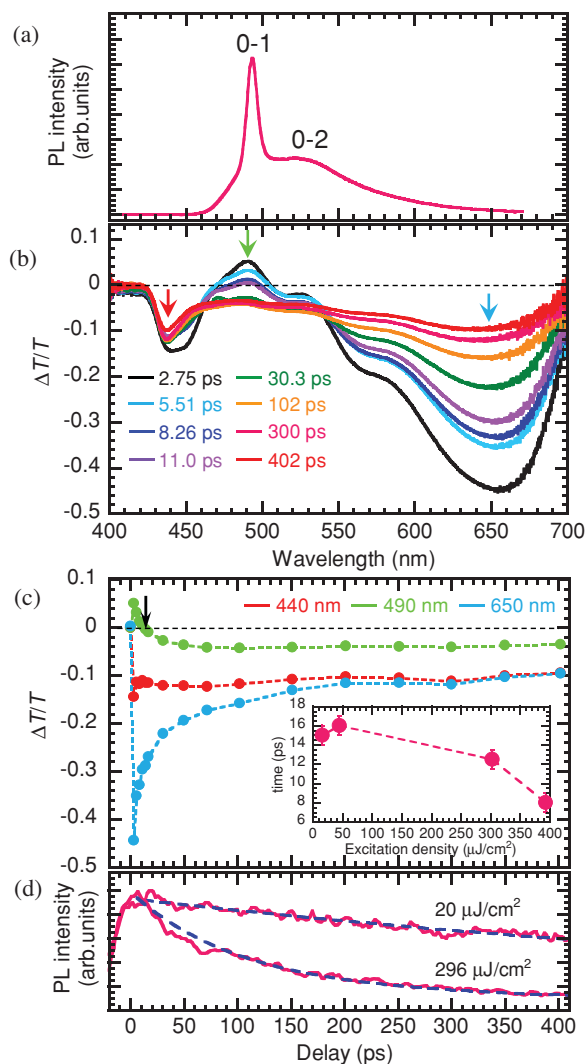 (a)
0-1
0-2
PL intensity
(arb.units)
(b)
0.1
0
-0.1
-0.2
-0.3
-0.4
-0.5
ΔT/T
2.75 ps
30.3 ps
5.51 ps
102 ps
8.26 ps
300 ps
11.0 ps
402 ps
400 450 500 550 600 650 700
Wavelength (nm)
(c)
440 nm 490 nm 650 nm
0.1
0
-0.1
-0.2
-0.3
-0.4
-0.5
ΔT/T
16
14
12
10
8
6
time (ps)
0 50 100 150 200 250 300 350 400
Excitation density (μJ/cm²)
(d)
PL intensity
(arb.units)
20 μJ/cm²
296 μJ/cm²
0 50 100 150 200 250 300 350 400
Delay (ps)